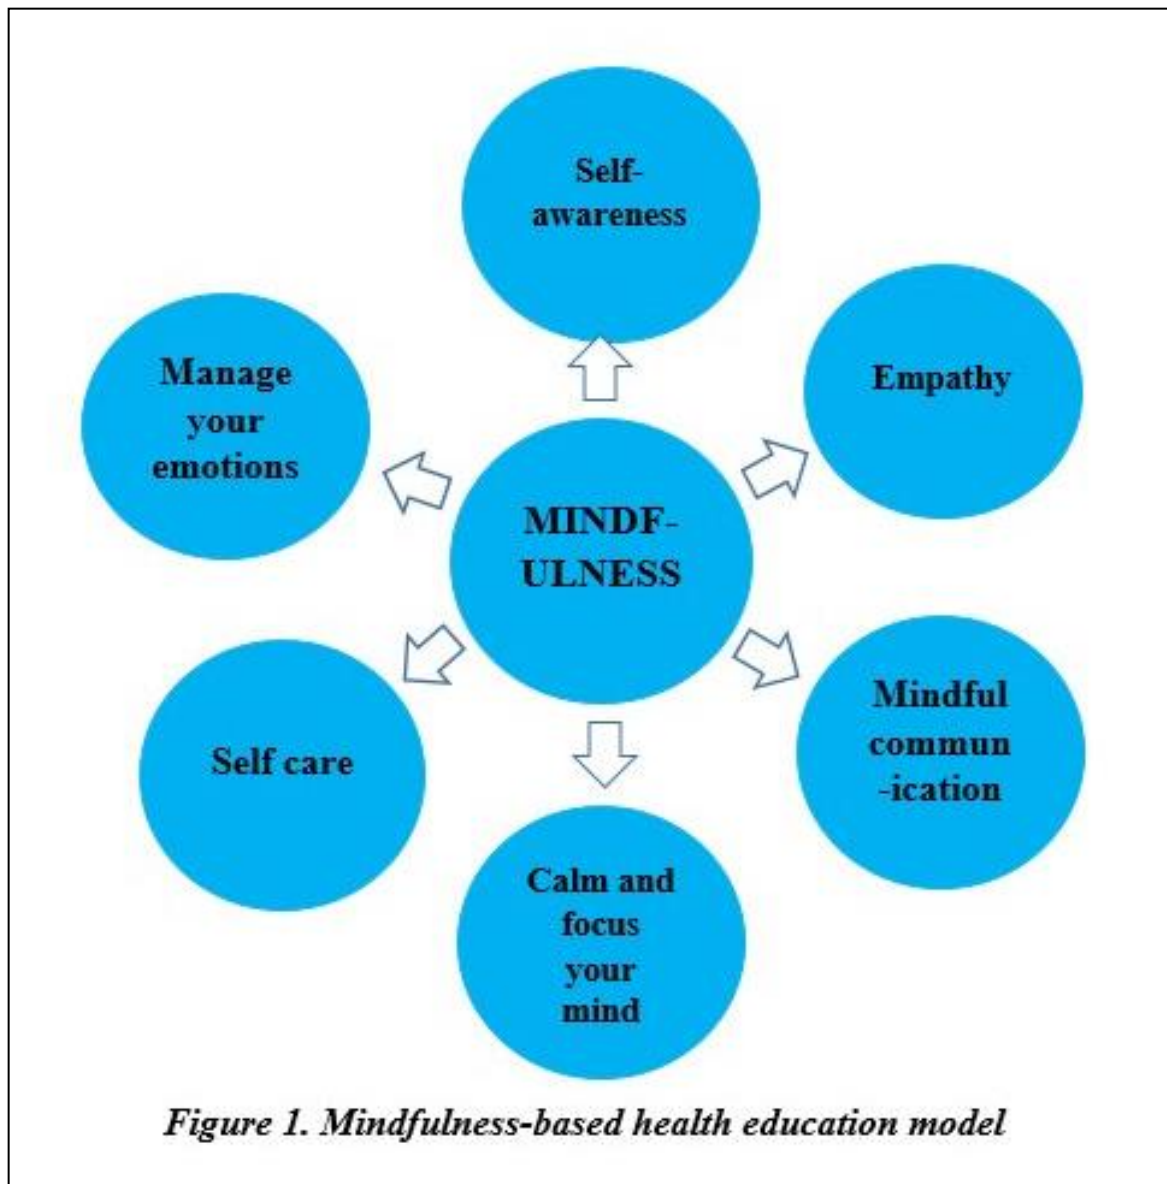 Self-
awareness
Empathy
Manage
your
emotions
MINDF-
ULNESS
Mindful
commun
-ication
Self care
Calm and
focus
your
mind
Figure 1. Mindfulness-based health education model